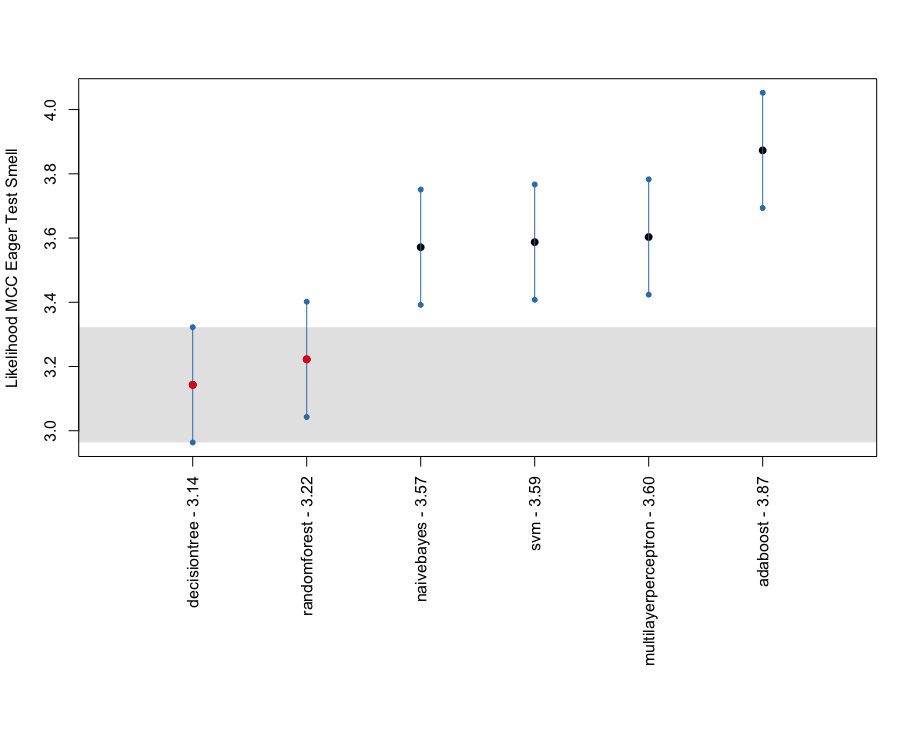 Likelihood MCC Eager Test Smell
4.0
3.8
3.6
3.4
3.2
3.0
decisiontree - 3.14
randomforest - 3.22
naivebayes - 3.57
svm - 3.59
multilayerperceptron - 3.60
adaboost - 3.87